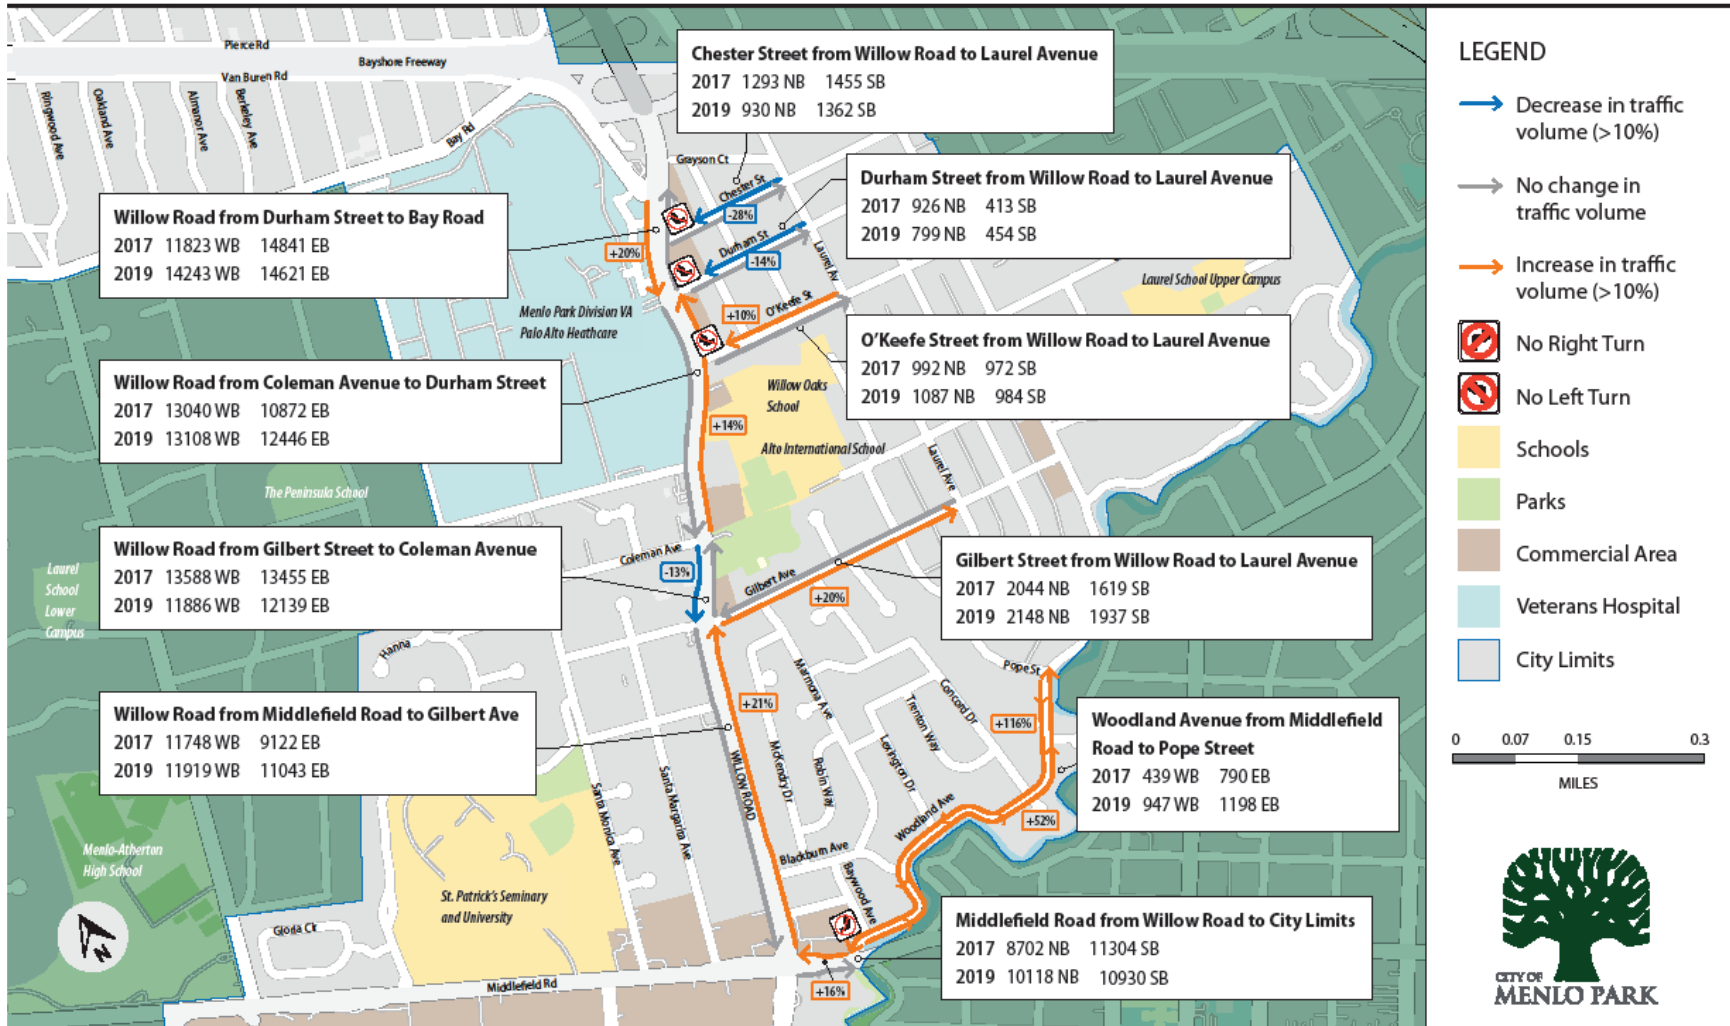 Pierce Rd
Bayshore Freeway
Van Buren Rd
Ringwood Ave
Oakland Ave
Almanor Ave
Berkeley Ave
Bay Rd
Chester Street from Willow Road to Laurel Avenue
2017 1293 NB 1455 SB
2019 930 NB 1362 SB
Grayson Ct
Chester St
-28%
Durham Street from Willow Road to Laurel Avenue
2017 926 NB 413 SB
2019 799 NB 454 SB
Willow Road from Durham Street to Bay Road
2017 11823 WB 14841 EB
2019 14243 WB 14621 EB
+20%
Durham St
-14%
Laurel Av
Laurel School Upper Campus
Menlo Park Division VA
Palo Alto Heathcare
+10%
O'Keefe St
O'Keefe Street from Willow Road to Laurel Avenue
2017 992 NB 972 SB
2019 1087 NB 984 SB
Willow Road from Coleman Avenue to Durham Street
2017 13040 WB 10872 EB
2019 13108 WB 12446 EB
Willow Oaks
School
+14%
Alto International School
Laurel Ave
The Peninsula School
Willow Road from Gilbert Street to Coleman Avenue
2017 13588 WB 13455 EB
2019 11886 WB 12139 EB
Coleman Ave
-13%
Gilbert Ave
+20%
Gilbert Street from Willow Road to Laurel Avenue
2017 2044 NB 1619 SB
2019 2148 NB 1937 SB
Laurel
School
Lower
Campus
Hanna
Willow Road from Middlefield Road to Gilbert Ave
2017 11748 WB 9122 EB
2019 11919 WB 11043 EB
+21%
WILLOW ROAD
Marmona Ave
McKendry Dr
Robin Way
Lexington Dr
Trenton Way
Concord Dr
Pope St
+116%
Woodland Avenue from Middlefield
Road to Pope Street
2017 439 WB 790 EB
2019 947 WB 1198 EB
+52%
Woodland Ave
Santa Monica Ave
Santa Margarita Ave
Blackburn Ave
Baywood Ave
Menlo-Atherton
High School
St. Patrick's Seminary
and University
Gloria Cir
N
Middlefield Rd
+16%
Middlefield Road from Willow Road to City Limits
2017 8702 NB 11304 SB
2019 10118 NB 10930 SB
LEGEND
Decrease in traffic
volume (>10%)
No change in
traffic volume
Increase in traffic
volume (>10%)
No Right Turn
No Left Turn
Schools
Parks
Commercial Area
Veterans Hospital
City Limits
0 0.07 0.15 0.3
MILES
CITY OF
MENLO PARK